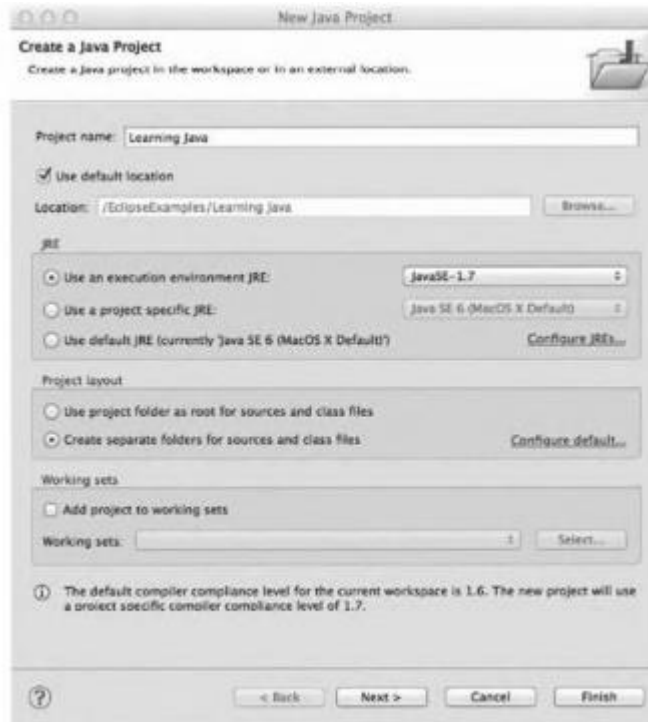 New Java Project
Create a Java Project
Create a Java project in the workspace or in an external location.
Project name: Learning Java
Use default location
Location: /EclipseExamples/Learning Java Browse...
JRE
Use an execution environment JRE: JavaSE-1.7
Use a project specific JRE: Java SE 6 (MacOS X Default)
Use default JRE (currently 'Java SE 6 (MacOS X Default)') Configure JREs...
Project layout
Use project folder as root for sources and class files
Create separate folders for sources and class files Configure default...
Working sets
Add project to working sets
Working sets: Select...
The default compiler compliance level for the current workspace is 1.6. The new project will use
a project specific compiler compliance level of 1.7.
? < Back Next > Cancel Finish